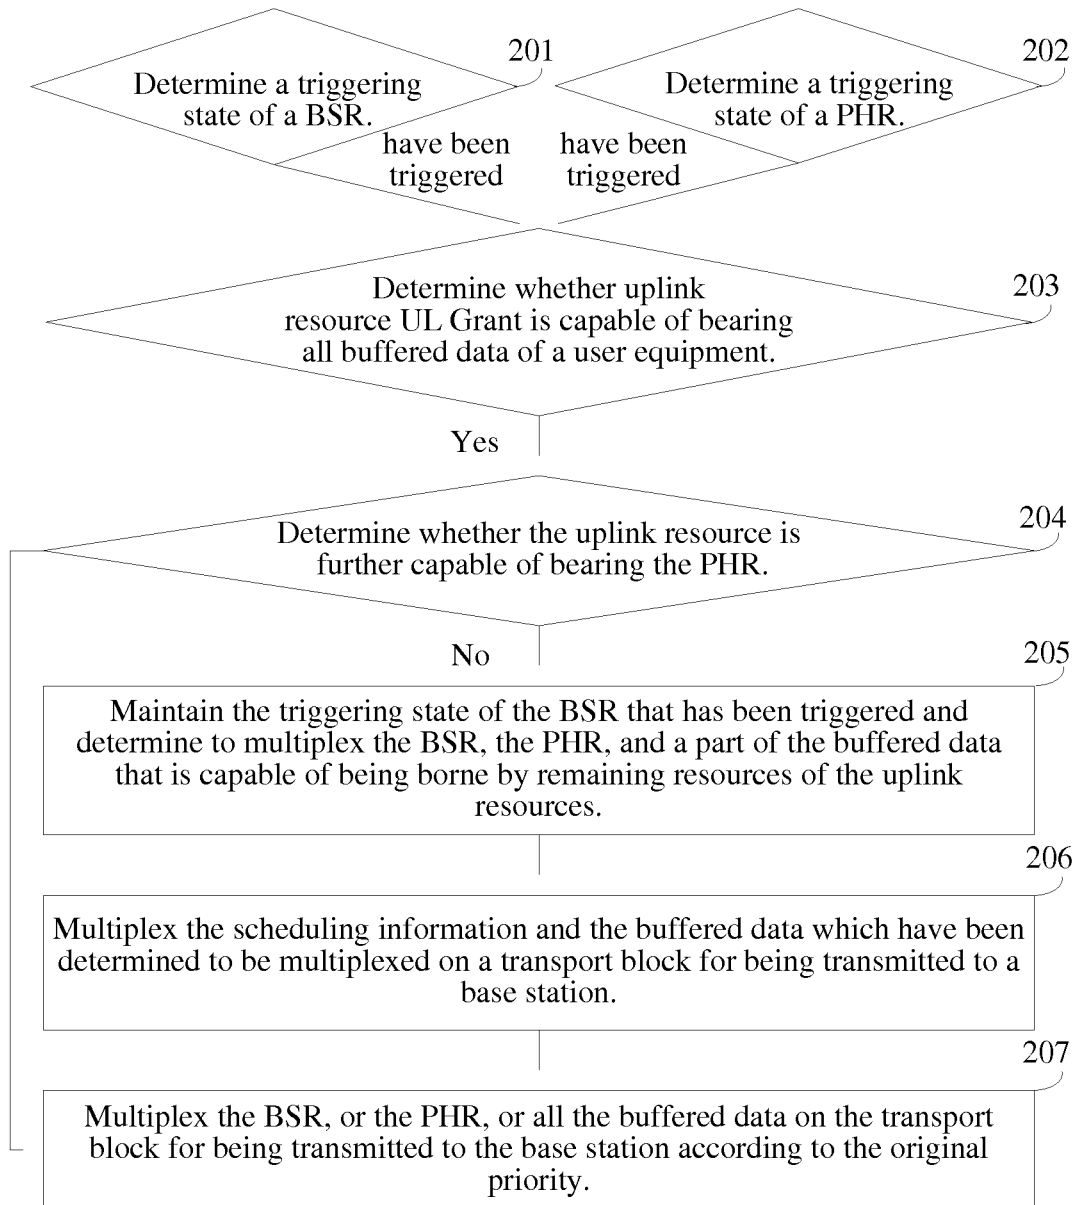 201
Determine a triggering
state of a BSR.
have been
triggered
202
Determine a triggering
state of a PHR.
have been
triggered
203
Determine whether uplink
resource UL Grant is capable of bearing
all buffered data of a user equipment.
Yes
204
Determine whether the uplink resource is
further capable of bearing the PHR.
No
205
Maintain the triggering state of the BSR that has been triggered and
determine to multiplex the BSR, the PHR, and a part of the buffered data
that is capable of being borne by remaining resources of the uplink
resources.
206
Multiplex the scheduling information and the buffered data which have been
determined to be multiplexed on a transport block for being transmitted to a
base station.
207
Multiplex the BSR, or the PHR, or all the buffered data on the transport
block for being transmitted to the base station according to the original
priority.